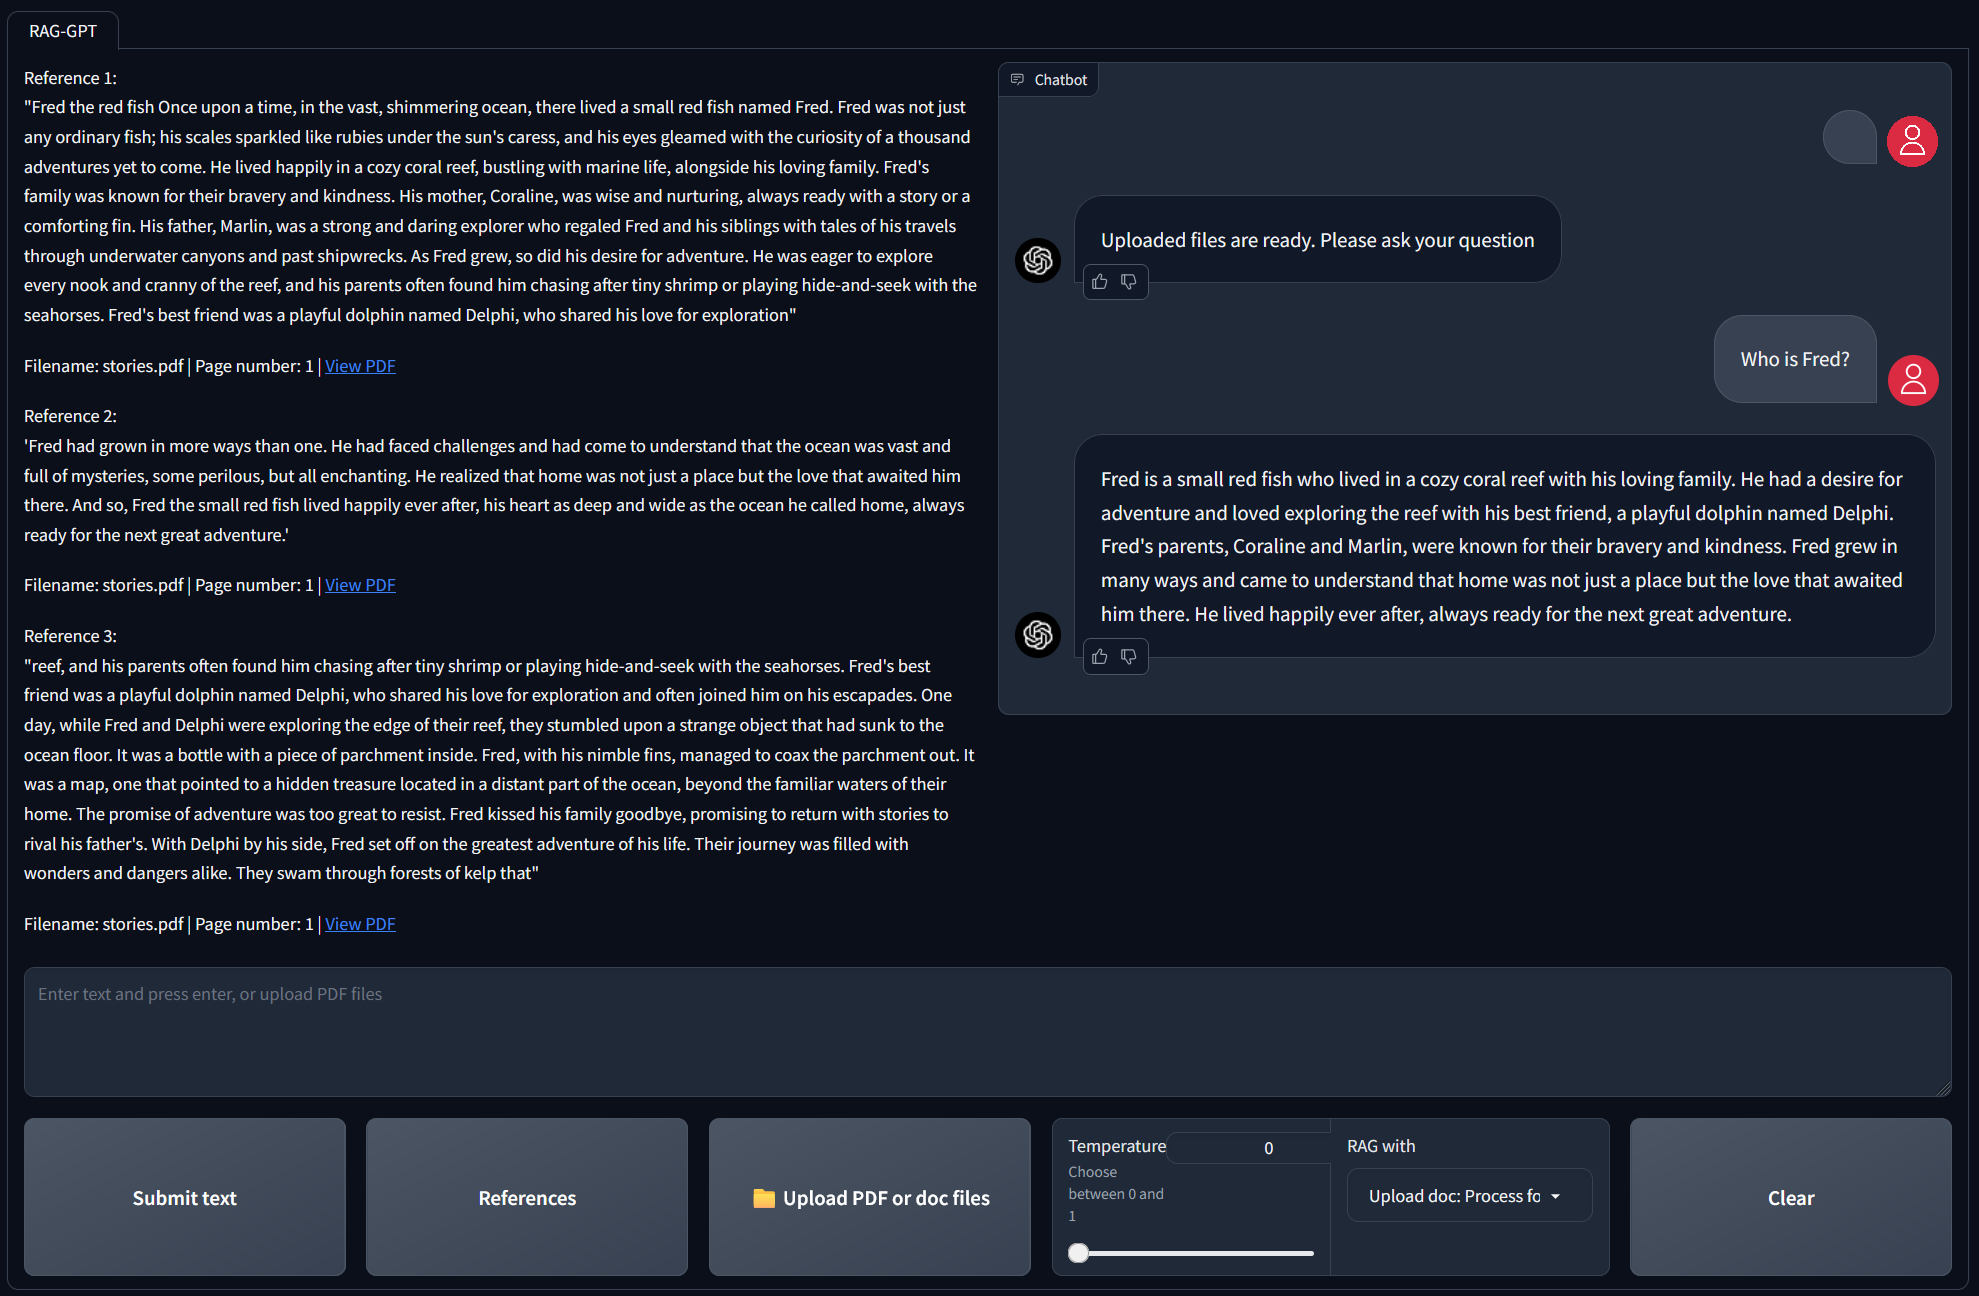 RAG-GPT
Reference 1:
"Fred the red fish Once upon a time, in the vast, shimmering ocean, there lived a small red fish named Fred. Fred was not just
any ordinary fish; his scales sparkled like rubies under the sun's caress, and his eyes gleamed with the curiosity of a thousand
adventures yet to come. He lived happily in a cozy coral reef, bustling with marine life, alongside his loving family. Fred's
family was known for their bravery and kindness. His mother, Coraline, was wise and nurturing, always ready with a story or a
comforting fin. His father, Marlin, was a strong and daring explorer who regaled Fred and his siblings with tales of his travels
through underwater canyons and past shipwrecks. As Fred grew, so did his desire for adventure. He was eager to explore
every nook and cranny of the reef, and his parents often found him chasing after tiny shrimp or playing hide-and-seek with the
seahorses. Fred's best friend was a playful dolphin named Delphi, who shared his love for exploration"
Filename: stories.pdf | Page number: 1 | View PDF
Reference 2:
'Fred had grown in more ways than one. He had faced challenges and had come to understand that the ocean was vast and
full of mysteries, some perilous, but all enchanting. He realized that home was not just a place but the love that awaited him
there. And so, Fred the small red fish lived happily ever after, his heart as deep and wide as the ocean he called home, always
ready for the next great adventure.'
Filename: stories.pdf | Page number: 1 | View PDF
Reference 3:
"reef, and his parents often found him chasing after tiny shrimp or playing hide-and-seek with the seahorses. Fred's best
friend was a playful dolphin named Delphi, who shared his love for exploration and often joined him on his escapades. One
day, while Fred and Delphi were exploring the edge of their reef, they stumbled upon a strange object that had sunk to the
ocean floor. It was a bottle with a piece of parchment inside. Fred, with his nimble fins, managed to coax the parchment out. It
was a map, one that pointed to a hidden treasure located in a distant part of the ocean, beyond the familiar waters of their
home. The promise of adventure was too great to resist. Fred kissed his family goodbye, promising to return with stories to
rival his father's. With Delphi by his side, Fred set off on the greatest adventure of his life. Their journey was filled with
wonders and dangers alike. They swam through forests of kelp that"
Filename: stories.pdf | Page number: 1 | View PDF
Chatbot
Uploaded files are ready. Please ask your question
Who is Fred?
Fred is a small red fish who lived in a cozy coral reef with his loving family. He had a desire for
adventure and loved exploring the reef with his best friend, a playful dolphin named Delphi.
Fred's parents, Coraline and Marlin, were known for their bravery and kindness. Fred grew in
many ways and came to understand that home was not just a place but the love that awaited
him there. He lived happily ever after, always ready for the next great adventure.
Enter text and press enter, or upload PDF files
Submit text
References
Upload PDF or doc files
Temperature
0
Choose
between 0 and
1
RAG with
Upload doc: Process fo
Clear